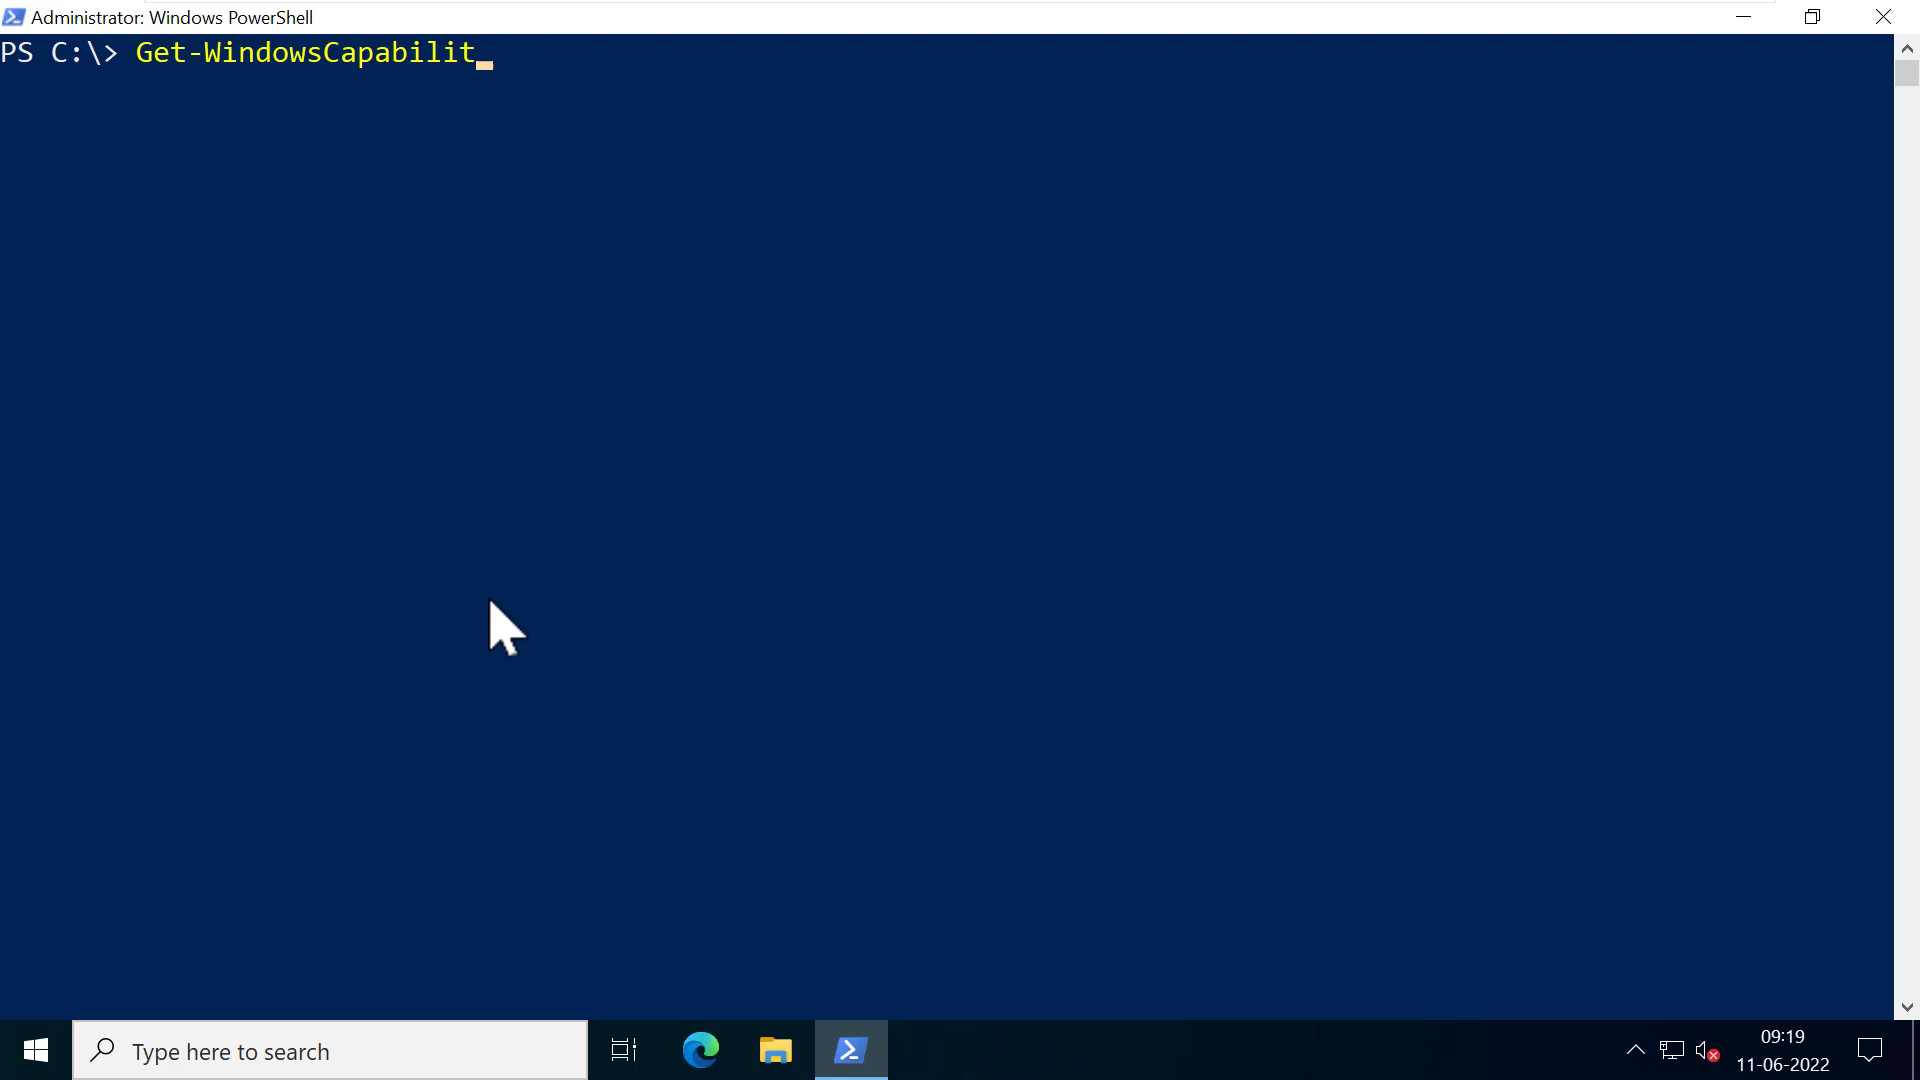 Administrator: Windows PowerShell
PS C:\> Get-WindowsCapabilit
Type here to search
09:19
11-06-2022